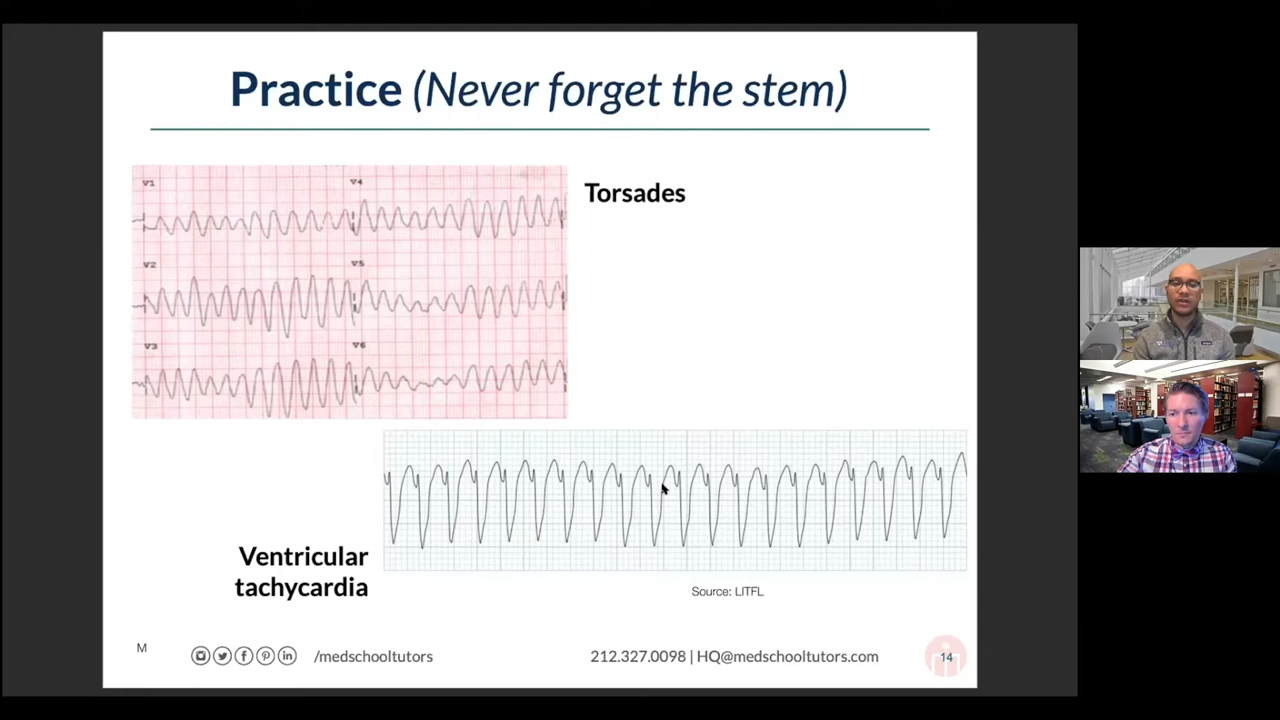 Practice (Never forget the stem)
V1
V4
Torsades
V2
V5
V3
V6
Ventricular
tachycardia
Source: LITFL
M
/medschooltutors
212.327.0098 | HQ@medschooltutors.com
14